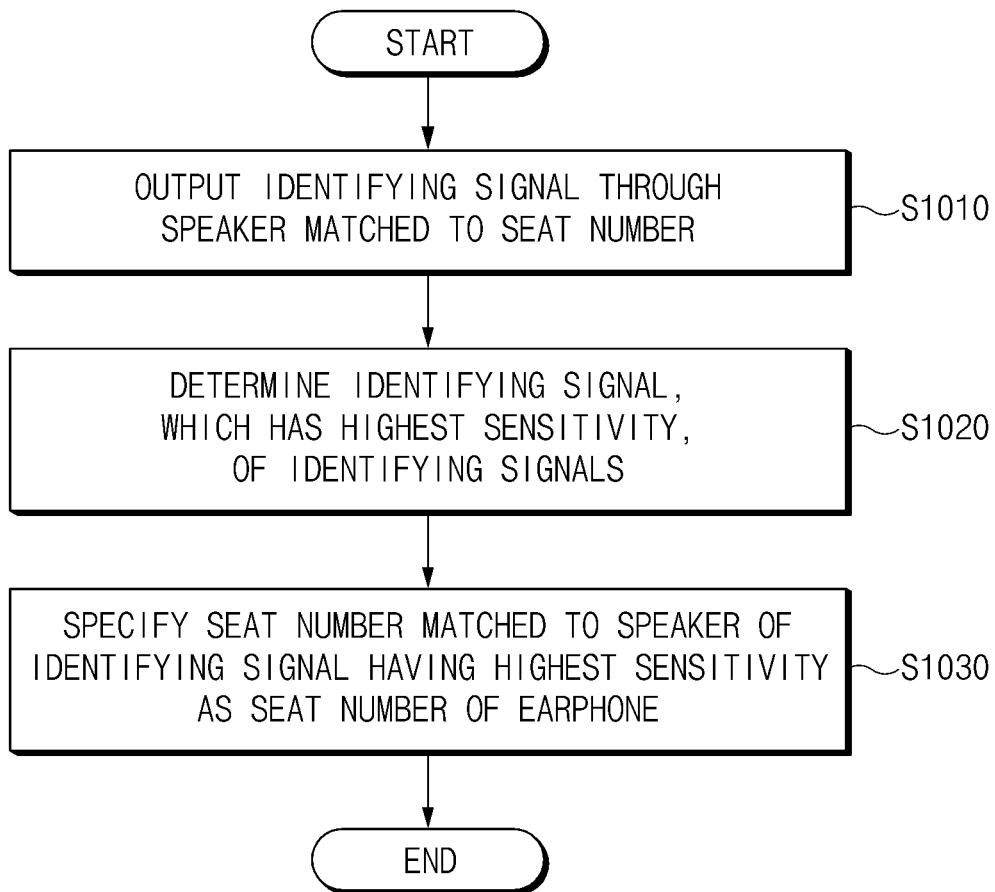 START
OUTPUT IDENTIFYING SIGNAL THROUGH
SPEAKER MATCHED TO SEAT NUMBER
S1010
DETERMINE IDENTIFYING SIGNAL,
WHICH HAS HIGHEST SENSITIVITY,
OF IDENTIFYING SIGNALS
S1020
SPECIFY SEAT NUMBER MATCHED TO SPEAKER OF
IDENTIFYING SIGNAL HAVING HIGHEST SENSITIVITY
AS SEAT NUMBER OF EARPHONE
S1030
END